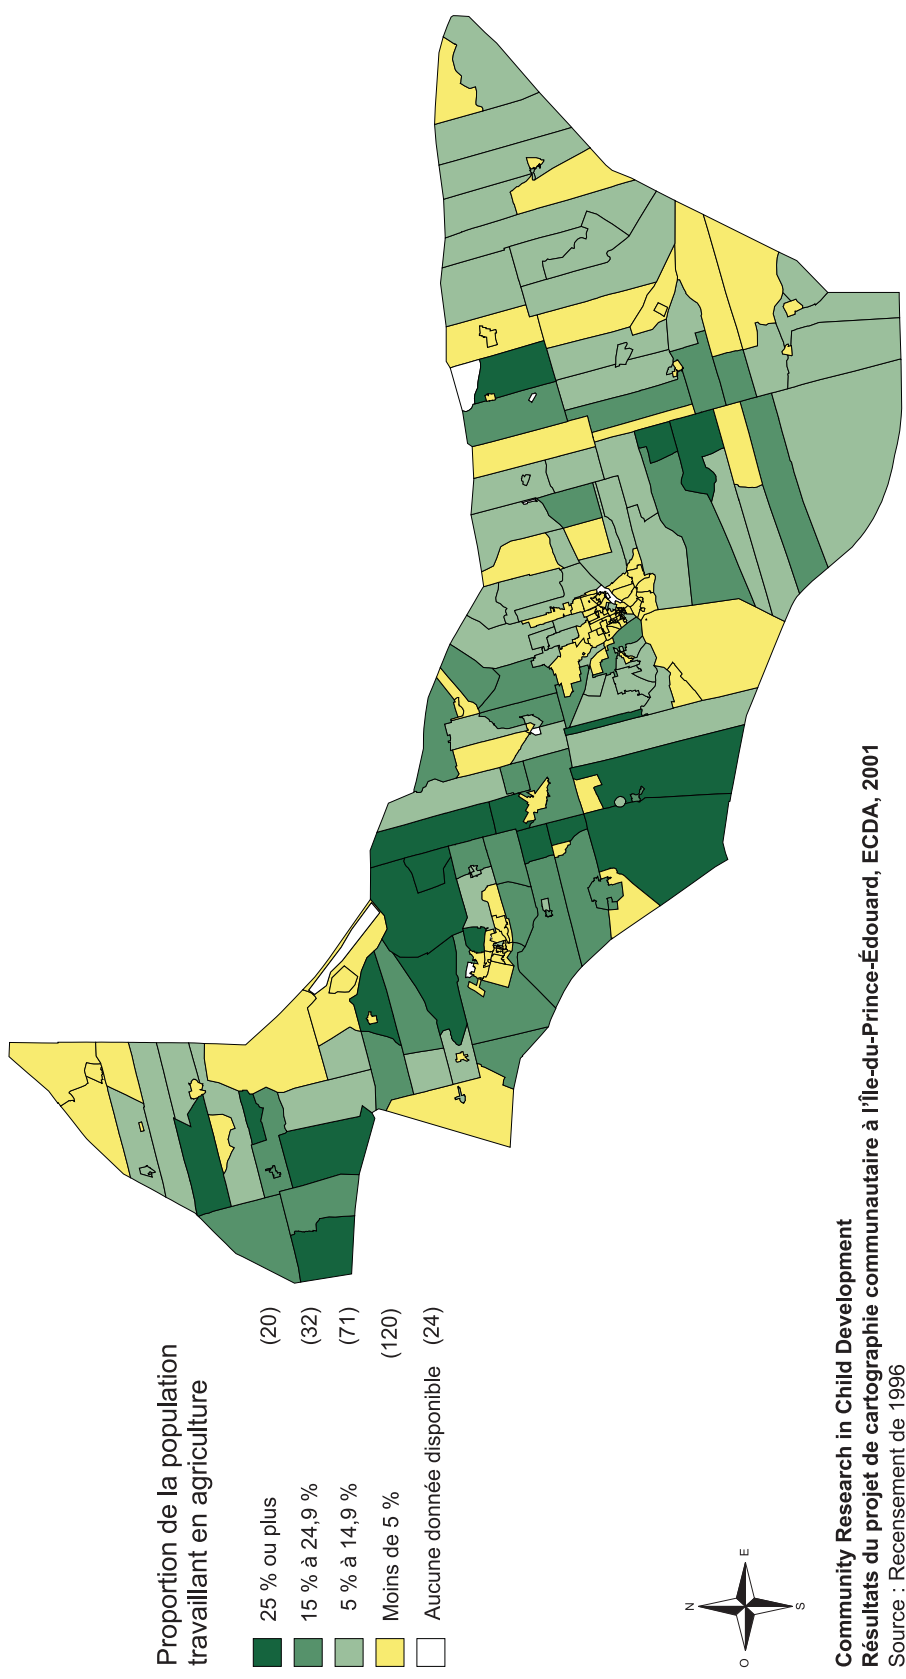 Proportion de la population
travaillant en agriculture
25 % ou plus (20)
15 % à 24,9 % (32)
5 % à 14,9 % (71)
Moins de 5 % (120)
Aucune donnée disponible (24)
N
O E
S
Community Research in Child Development
Résultats du projet de cartographie communautaire à l'Île-du-Prince-Édouard, ECDA, 2001
Source : Recensement de 1996